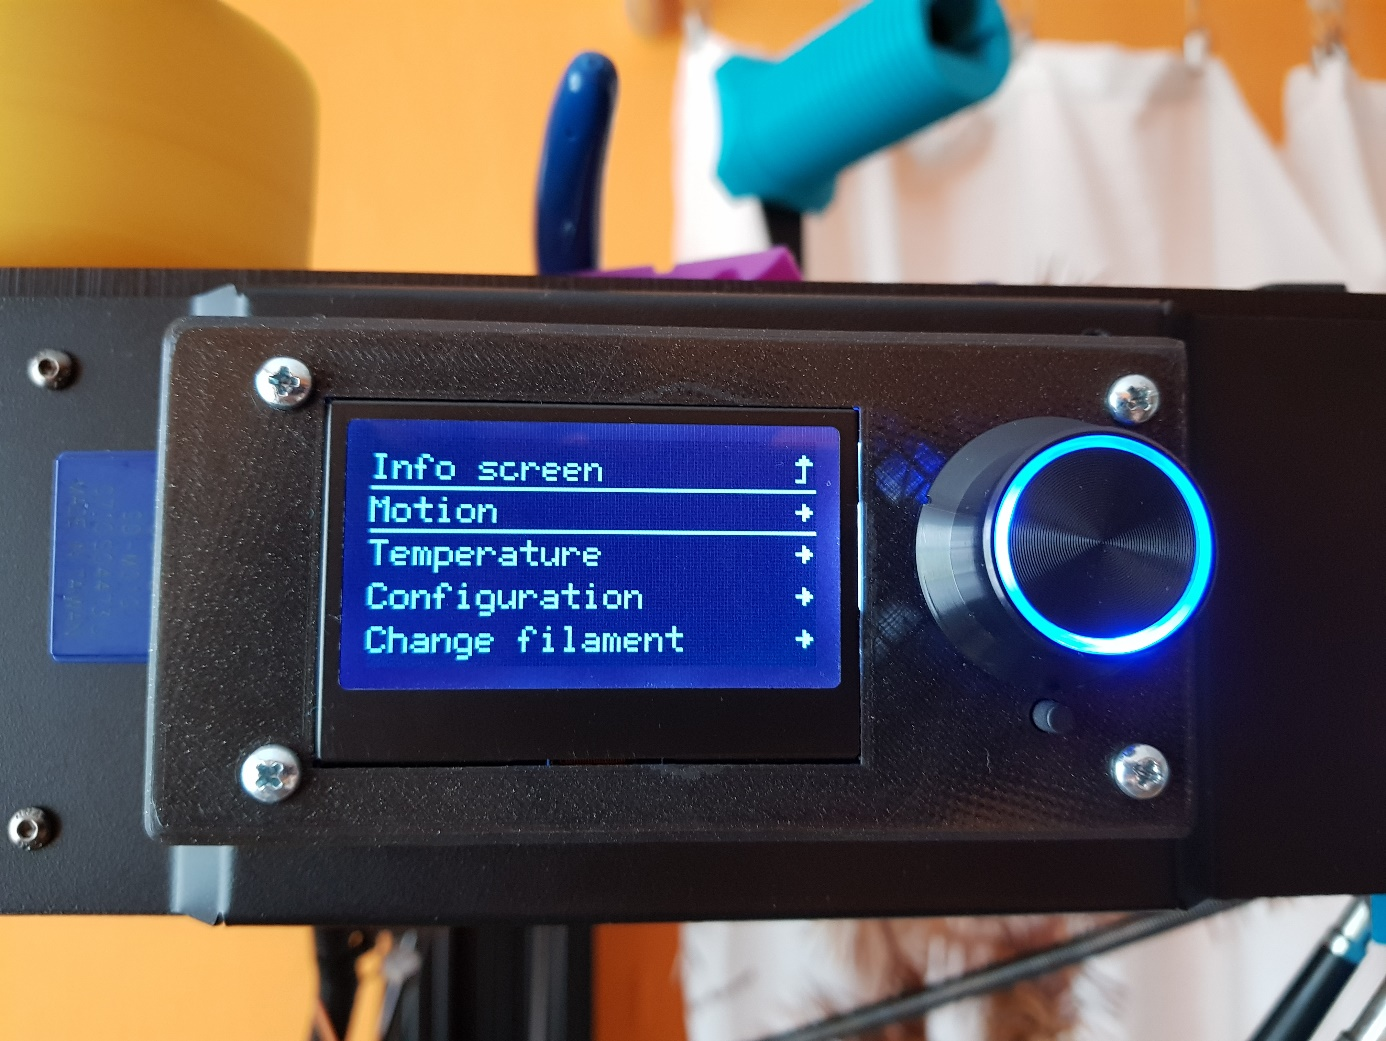 Info screen
Motion
Temperature
Configuration
Change filament